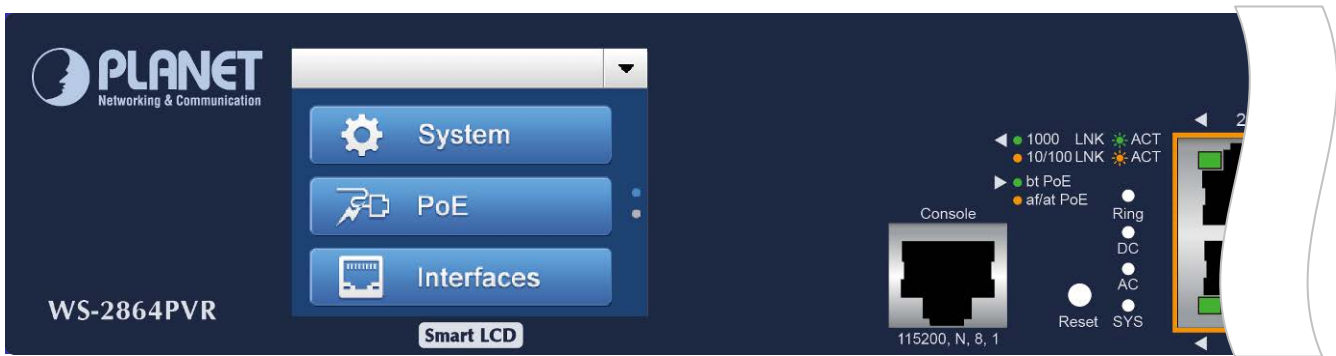 PLANET
Networking & Communication
System
PoE
Interfaces
WS-2864PVR
Smart LCD
1000 LNK ACT
10/100 LNK ACT
bt PoE
af/at PoE
Console
115200, N, 8, 1
Reset
Ring
DC
AC
SYS
2